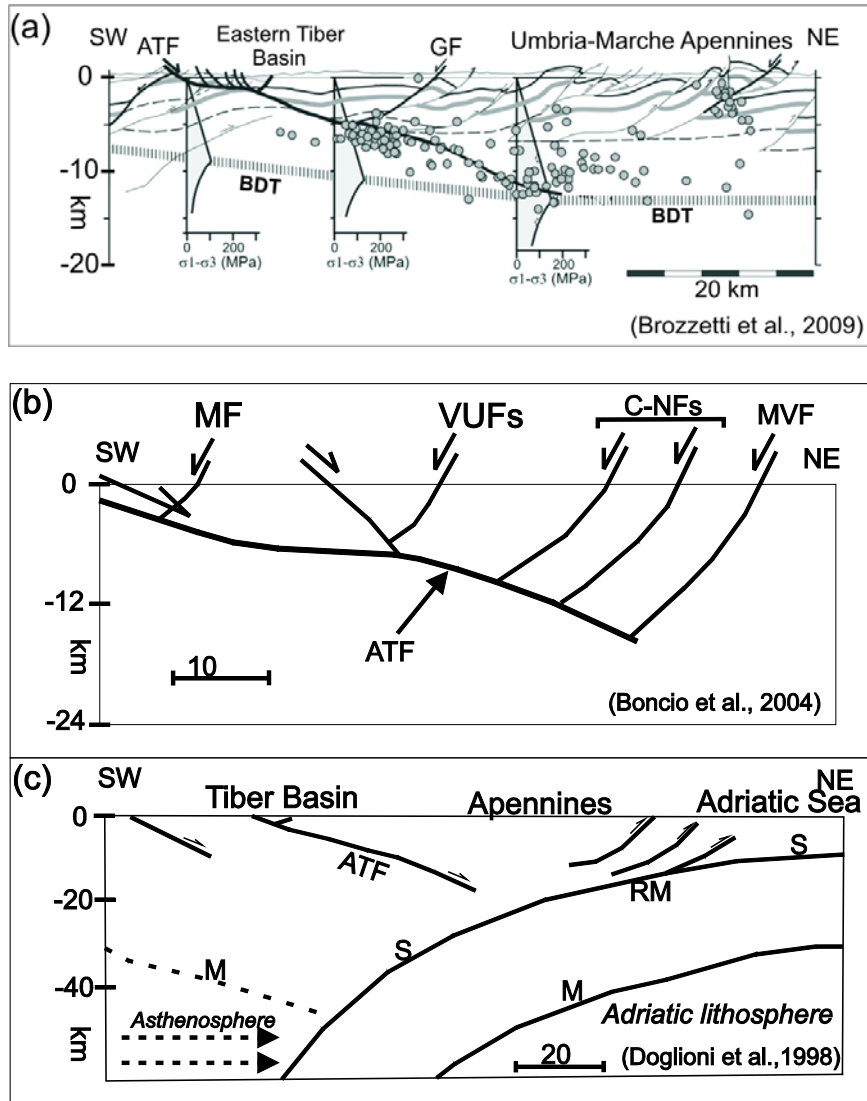 (a)
SW
ATF
Eastern Tiber
Basin
GF
Umbria-Marche Apennines
NE
0
-10
-20
km
BDT
BDT
0 200
σ1-σ3 (MPa)
0 200
σ1-σ3 (MPa)
0 200
σ1-σ3 (MPa)
20 km
(Brozzetti et al., 2009)
(b)
SW
MF
VUFs
C-NFs
MVF
NE
0
-12
km
-24
ATF
10
(Boncio et al., 2004)
(c)
SW
Tiber Basin
Apennines
NE
Adriatic Sea
0
-20
-40
km
ATF
S
RM
S
M
M
Asthenosphere
Adriatic lithosphere
20
(Doglioni et al.,1998)